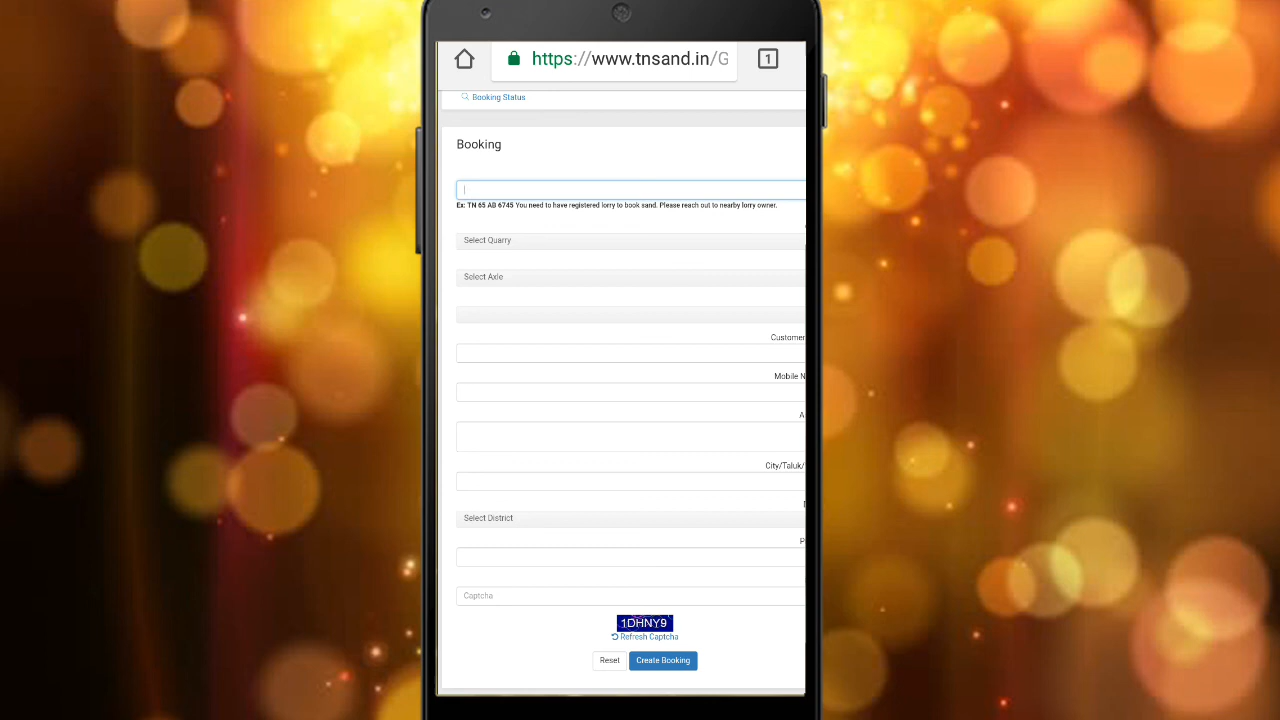 https://www.tnsand.in/G
1
Booking Status
Booking
Ex: TN 65 AB 6745 You need to have registered lorry to book sand. Please reach out to nearby lorry owner.
Select Quarry
Select Axle
Customer
Mobile N
A
City/Taluk/
Select District
P
Captcha
1DHNY9
Refresh Captcha
Reset
Create Booking